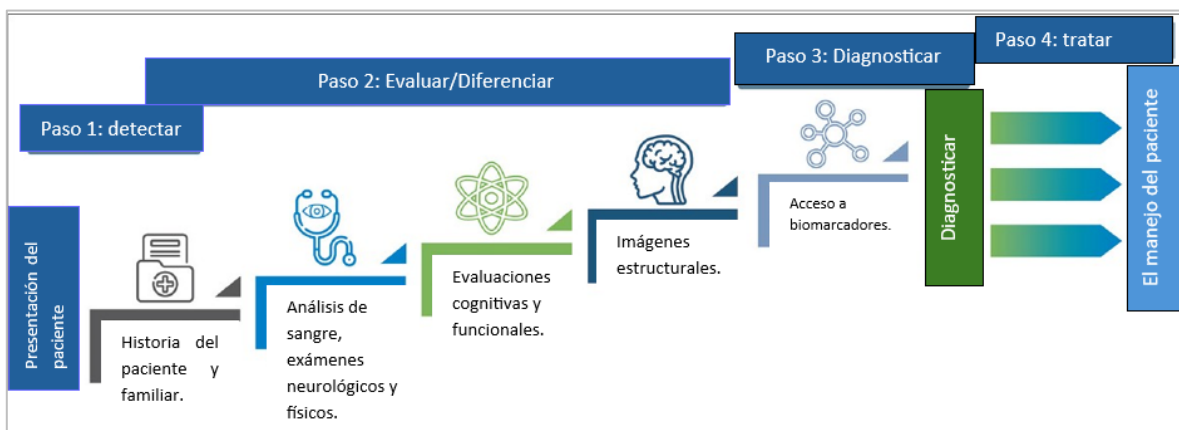 Paso 1: detectar
Paso 2: Evaluar/Diferenciar
Paso 3: Diagnosticar
Paso 4: tratar
Presentación del
paciente
Historia del
paciente y
familiar.
Análisis de
sangre,
exámenes
neurológicos y
físicos.
Evaluaciones
cognitivas y
funcionales.
Imágenes
estructurales.
Acceso a
biomarcadores.
Diagnosticar
El manejo del paciente